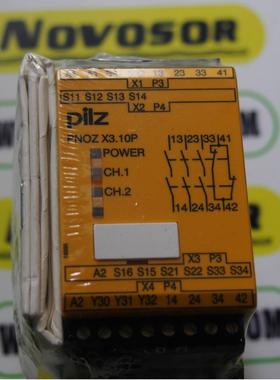 NOVOSOR
13 23 33 41
X1 P3
S11 S12 S13 S14
X2 P4
pilz
PNOZ X3.10P
POWER
CH.1
CH.2
13 23 33 41
14 24 34 42
X3 P3
A2 S16 S15 S21 S22 S33 S34
X4 P4
A2 Y30 Y31 Y32 14 24 34 42